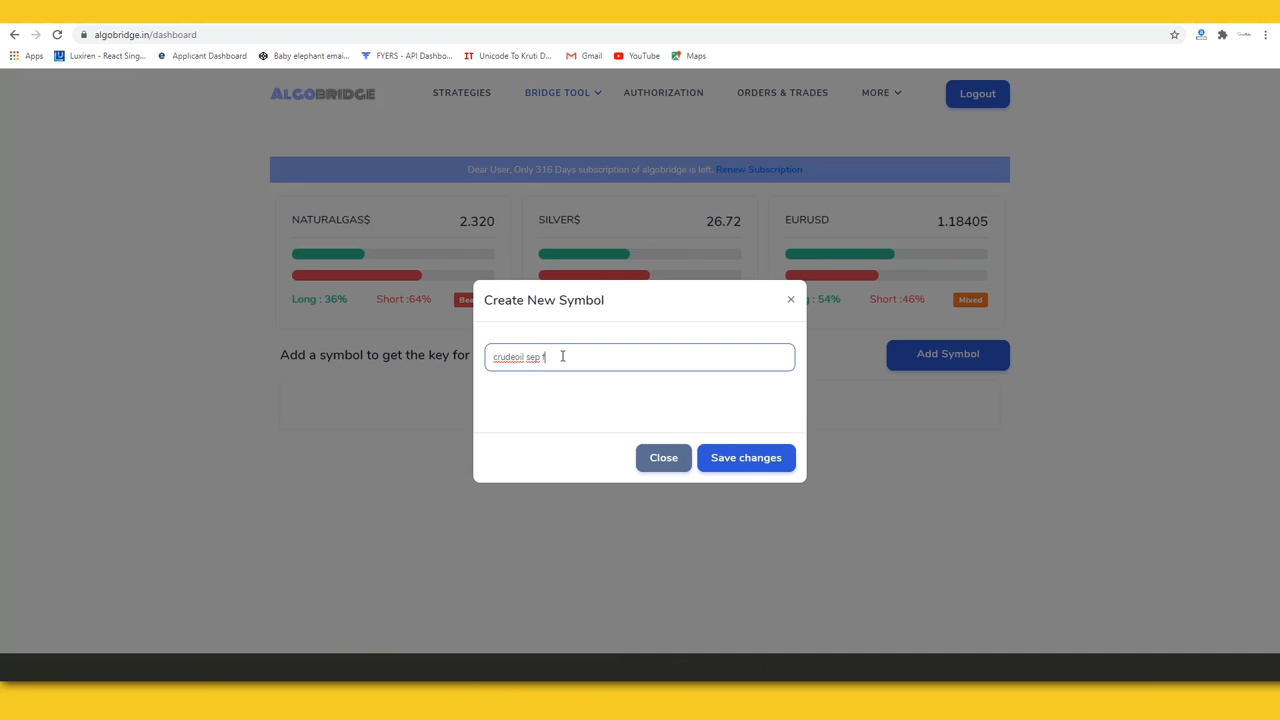 algobridge.in/dashboard
Apps Luxiren - React Sing... Applicant Dashboard Baby elephant emai... FYERS - API Dashbo... Unicode To Kruti D... Gmail YouTube Maps
ALGOBRIDGE STRATEGIES BRIDGE TOOL AUTHORIZATION ORDERS & TRADES MORE Logout
Dear User, Only 316 Days subscription of algobridge is left. Renew Subscription
NATURALGAS$ 2.320 SILVER$ 26.72 EURUSD 1.18405
Long : 36% Short :64% : 54% Short :46% Mixed
Create New Symbol ×
Add a symbol to get the key for Add Symbol
crudeoil sep f
Close Save changes